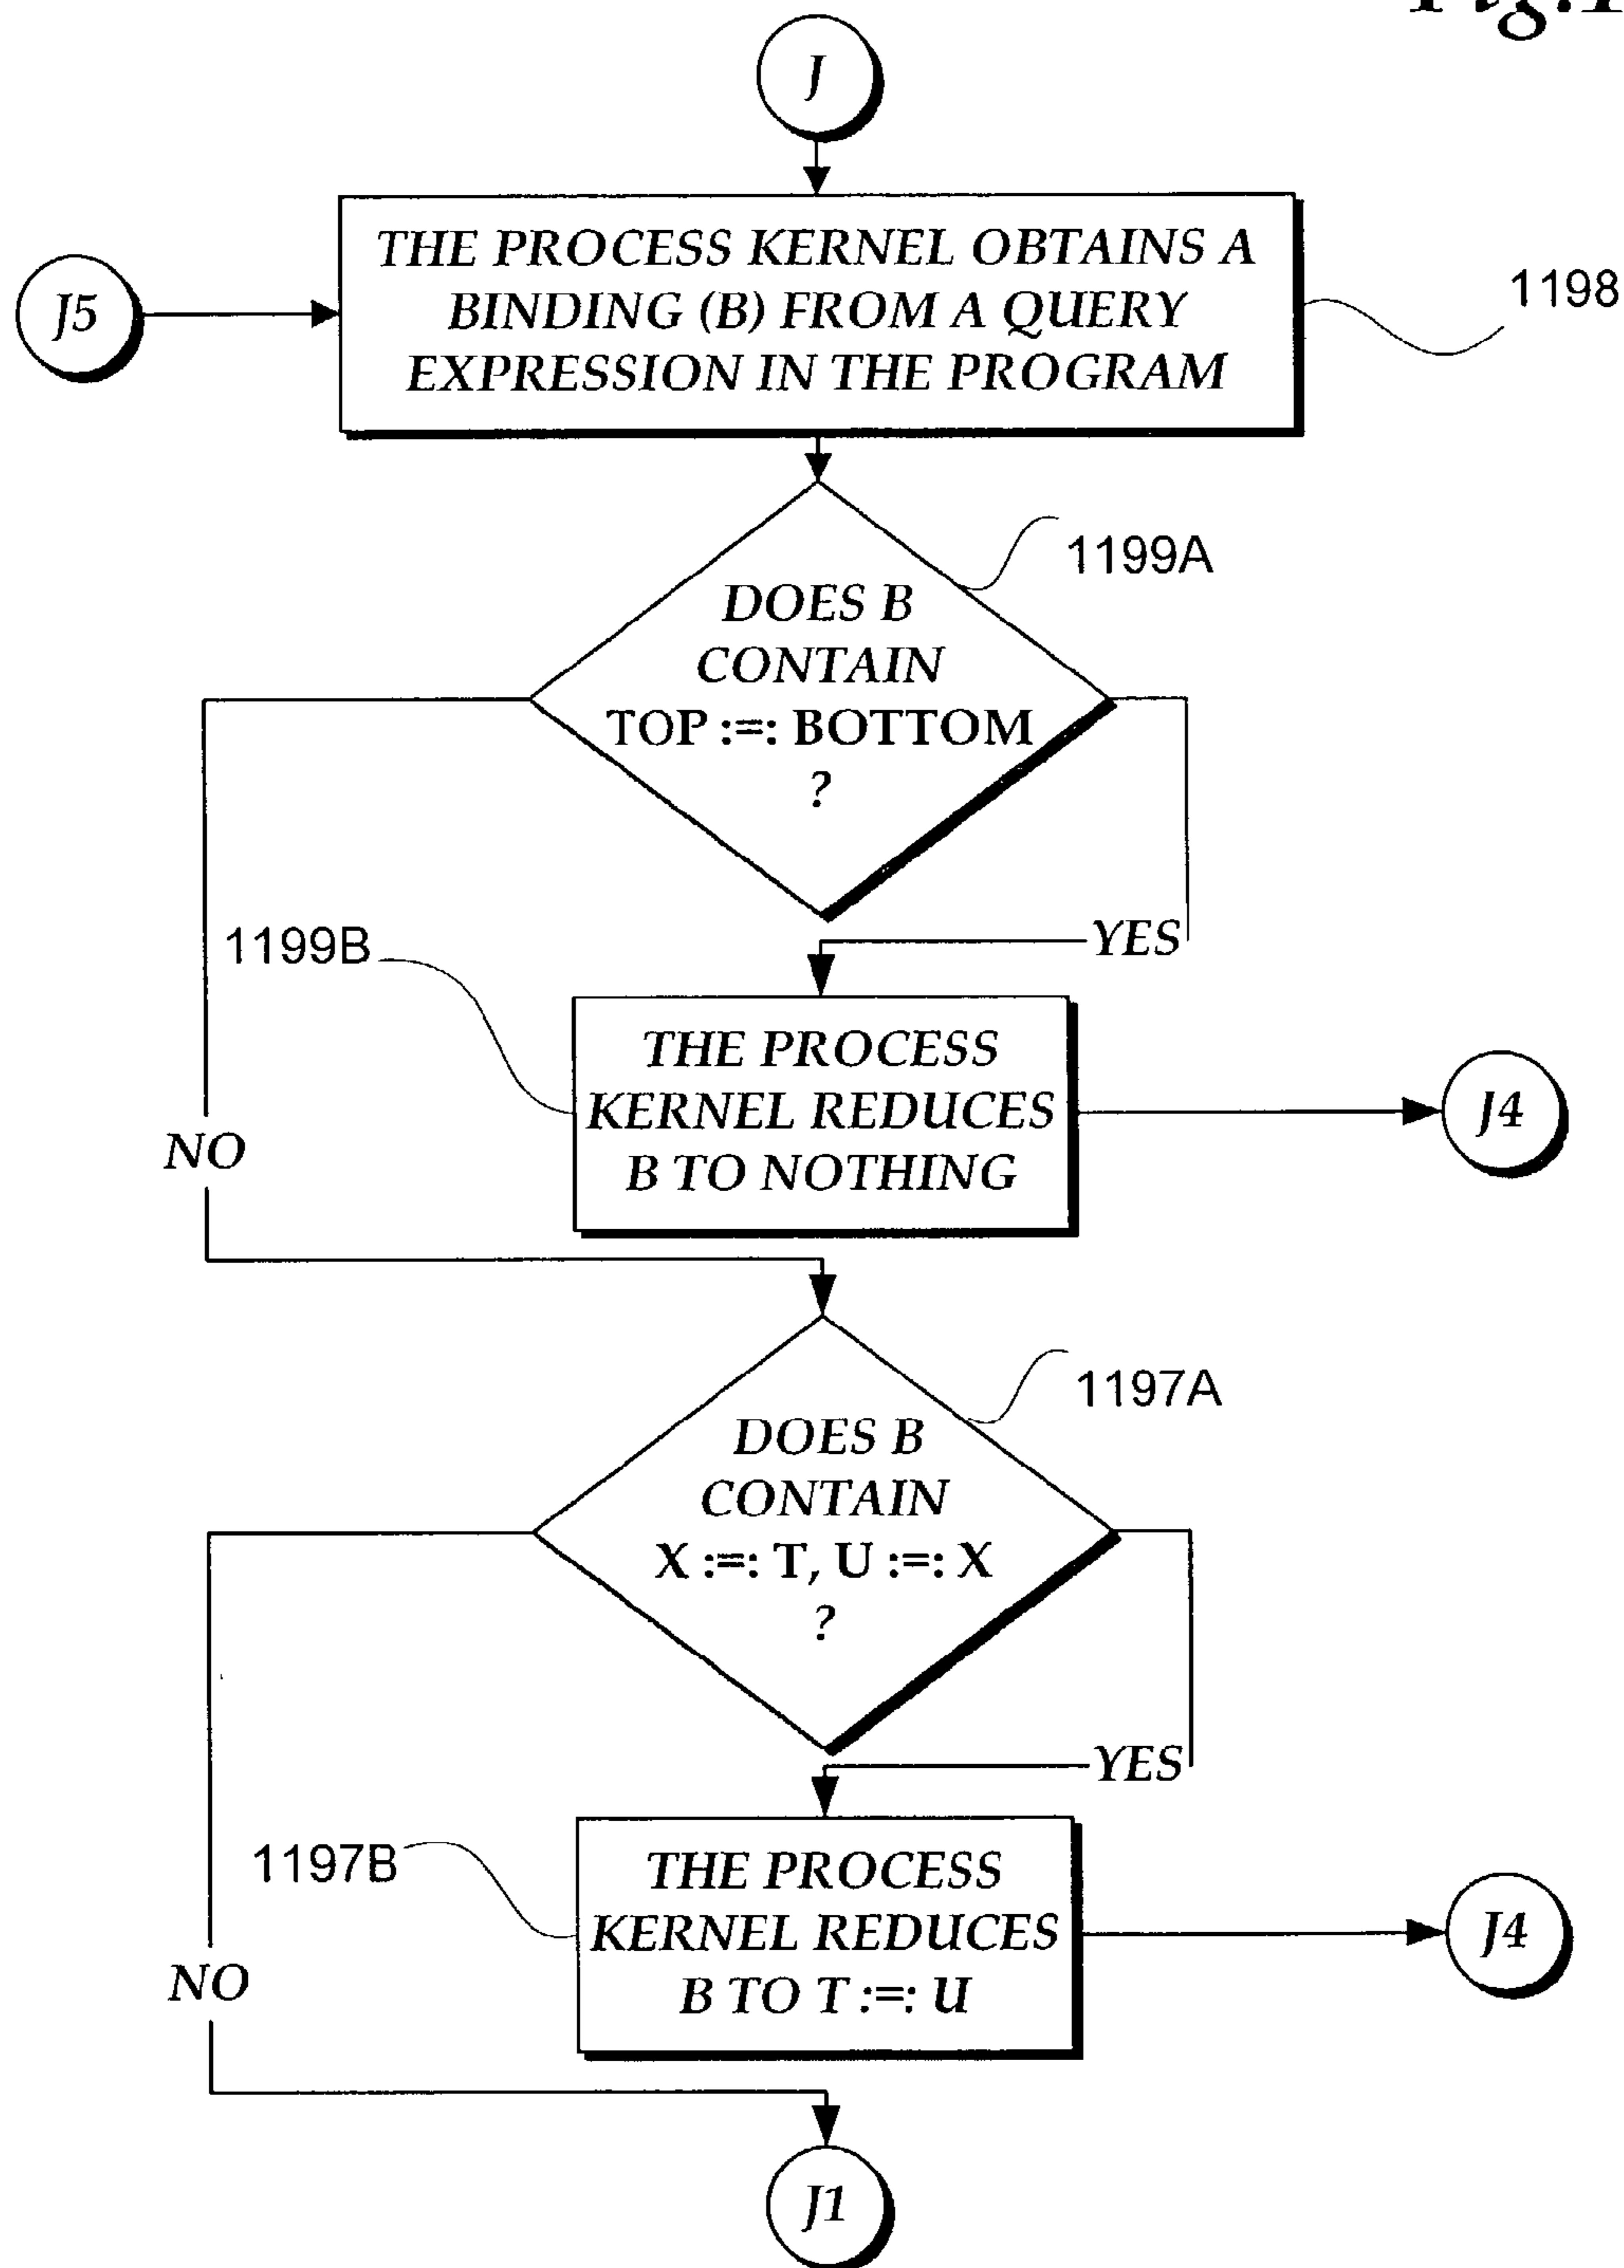 J
THE PROCESS KERNEL OBTAINS A
BINDING (B) FROM A QUERY
EXPRESSION IN THE PROGRAM
J5
1198
1199A
DOES B
CONTAIN
TOP :=: BOTTOM
?
YES
1199B
THE PROCESS
KERNEL REDUCES
B TO NOTHING
J4
NO
1197A
DOES B
CONTAIN
X :=: T, U :=: X
?
YES
1197B
THE PROCESS
KERNEL REDUCES
B TO T :=: U
J4
NO
J1